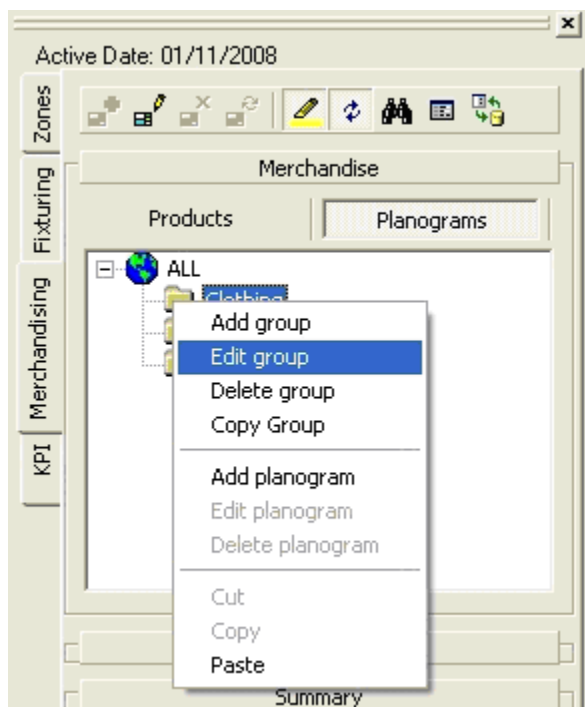 Active Date: 01/11/2008
Zones
Fixturing
Merchandising
KPI
Merchandise
Products
Planograms
ALL
Clothing
Add group
Edit group
Delete group
Copy Group
Add planogram
Edit planogram
Delete planogram
Cut
Copy
Paste
Summary